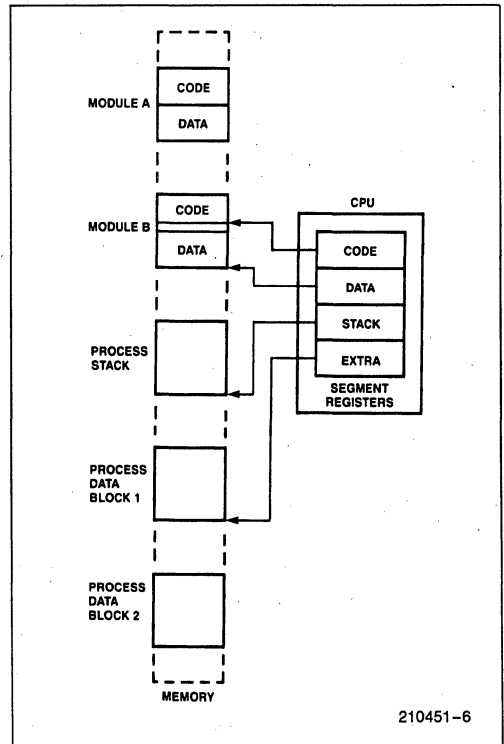 MODULE A
CODE
DATA
MODULE B
CODE
DATA
PROCESS
STACK
PROCESS
DATA
BLOCK 1
PROCESS
DATA
BLOCK 2
MEMORY
CPU
CODE
DATA
STACK
EXTRA
SEGMENT
REGISTERS
210451–6